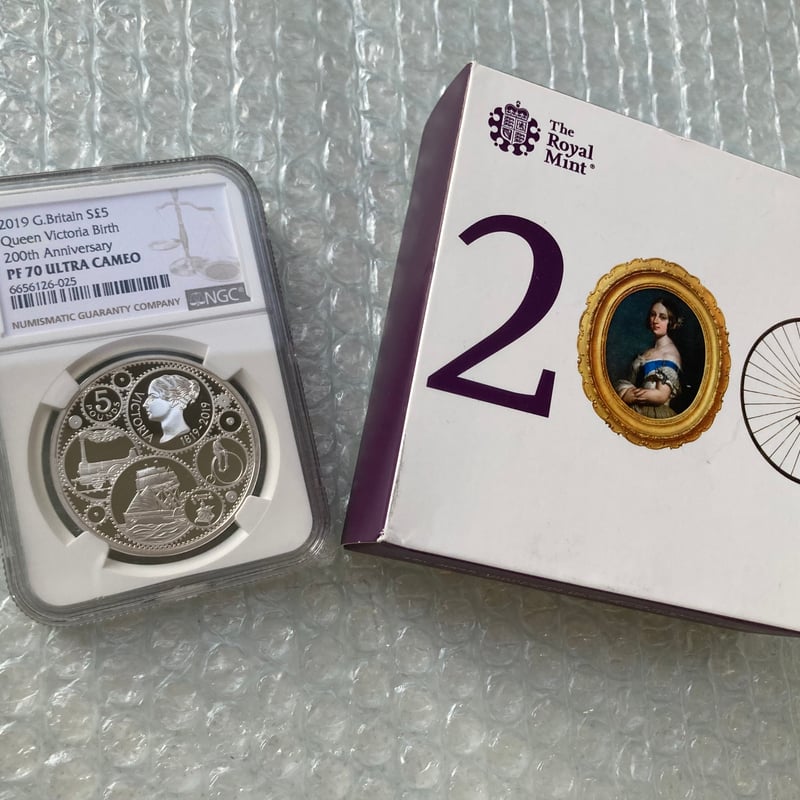 2019 G.Britain S£5
Queen Victoria Birth
200th Anniversary
PF 70 ULTRA CAMEO
6656126-025
NUMISMATIC GUARANTY COMPANY
NGC
5
POUNDS
VICTORIA
1819-2019
The
Royal
Mint®
2